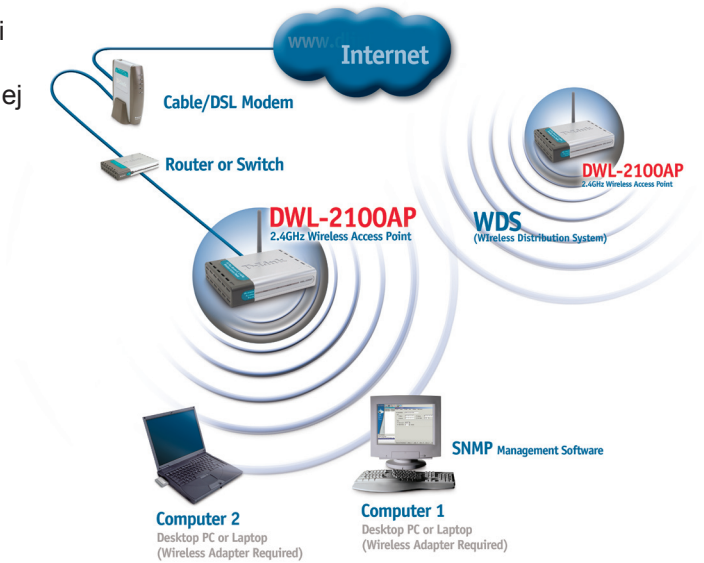 i
ej
www.d
Internet
Cable/DSL Modem
Router or Switch
DWL-2100AP
2.4GHz Wireless Access Point
DWL-2100AP
2.4GHz Wireless Access Point
WDS
(WIreless Distribution System)
D-Link
SNMP Management Software
Computer 2
Desktop PC or Laptop
(Wireless Adapter Required)
Computer 1
Desktop PC or Laptop
(Wireless Adapter Required)